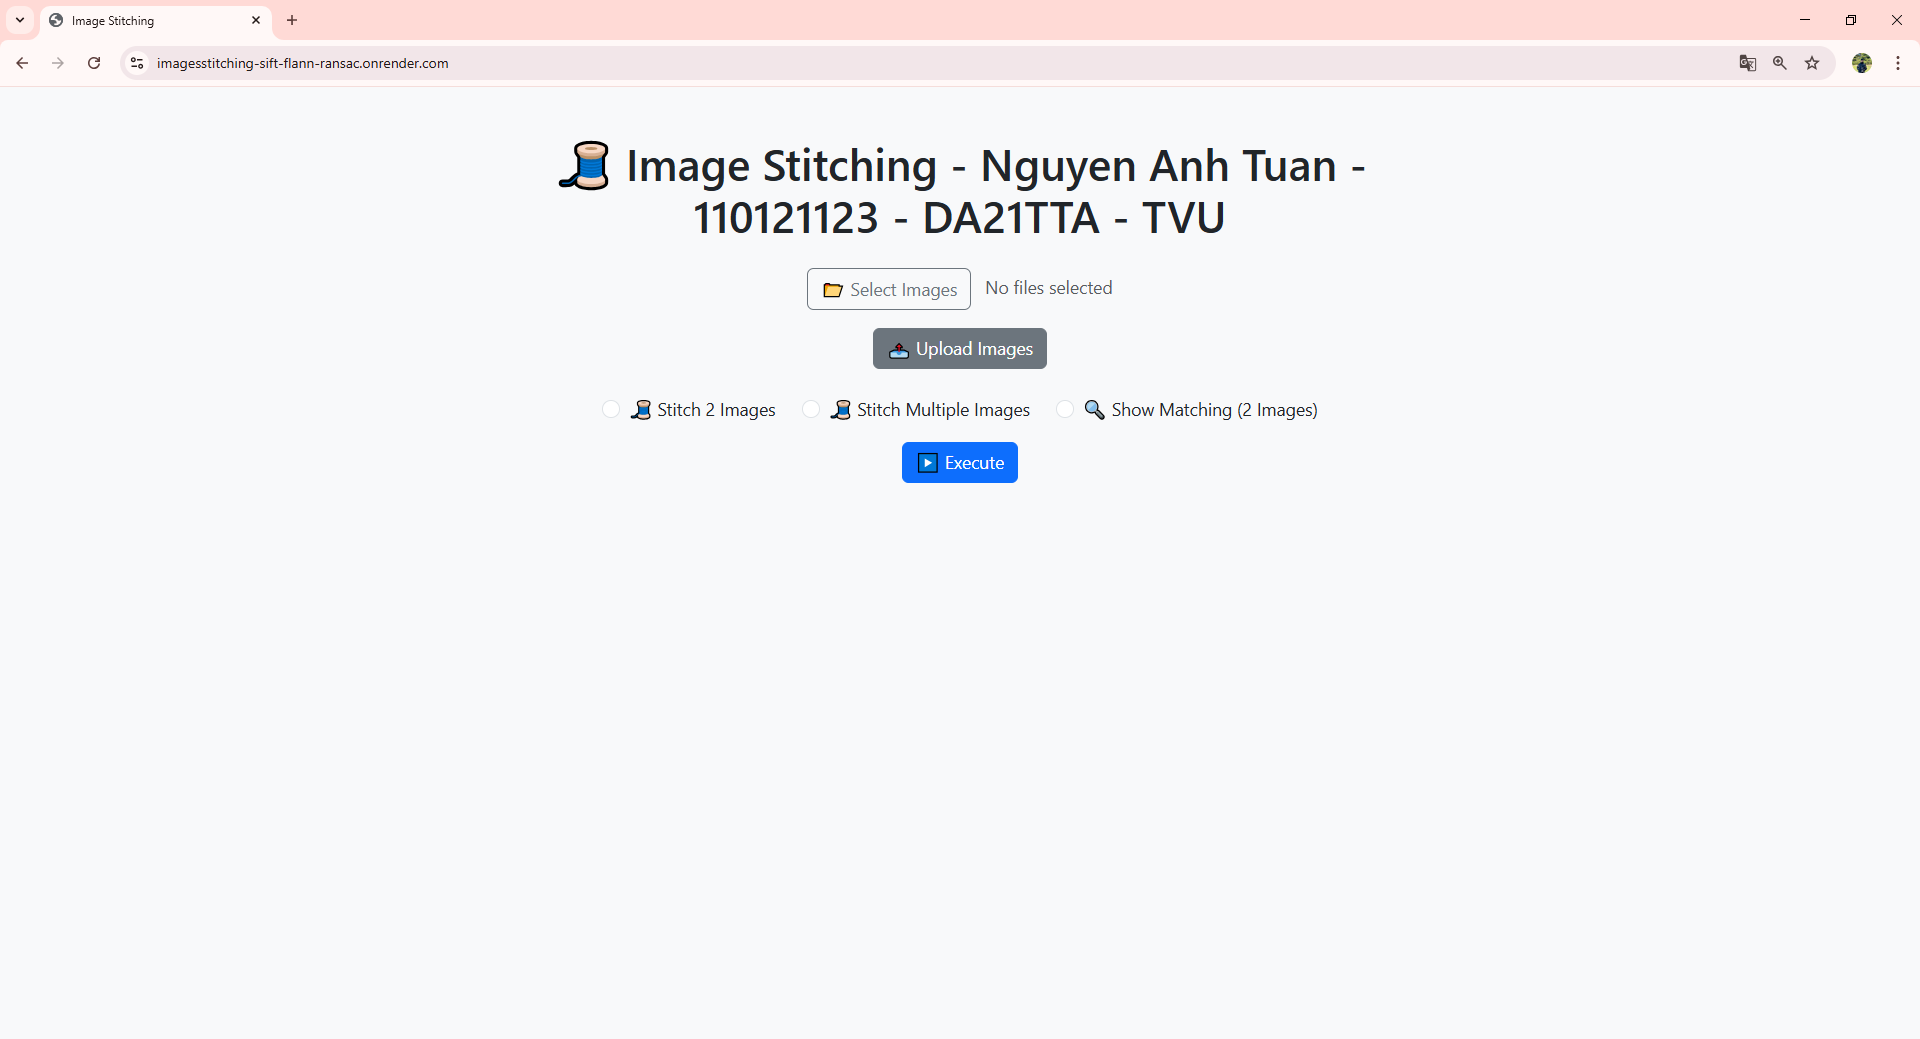 Image Stitching
imagesstitching-sift-flann-ransac.onrender.com
Image Stitching - Nguyen Anh Tuan -
110121123 - DA21TTA - TVU
Select Images No files selected
Upload Images
Stitch 2 Images Stitch Multiple Images Show Matching (2 Images)
Execute